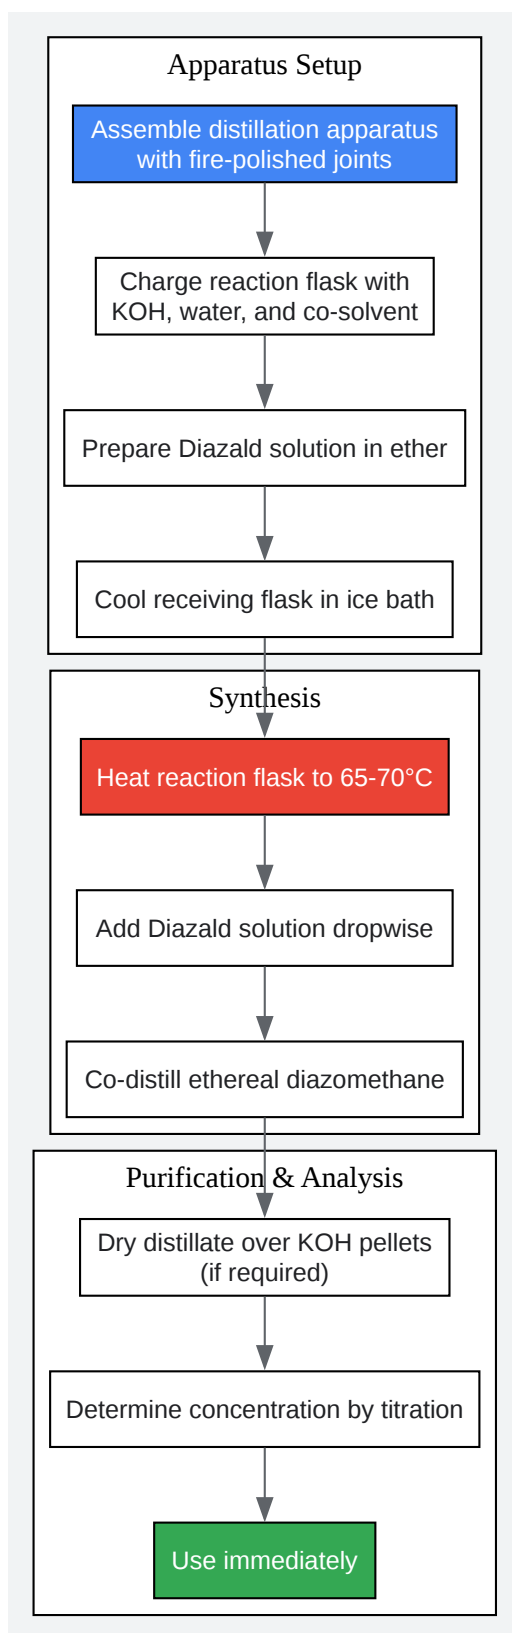 Apparatus Setup
Assemble distillation apparatus
with fire-polished joints
Charge reaction flask with
KOH, water, and co-solvent
Prepare Diazald solution in ether
Cool receiving flask in ice bath
Synthesis
Heat reaction flask to 65-70°C
Add Diazald solution dropwise
Co-distill ethereal diazomethane
Purification & Analysis
Dry distillate over KOH pellets
(if required)
Determine concentration by titration
Use immediately